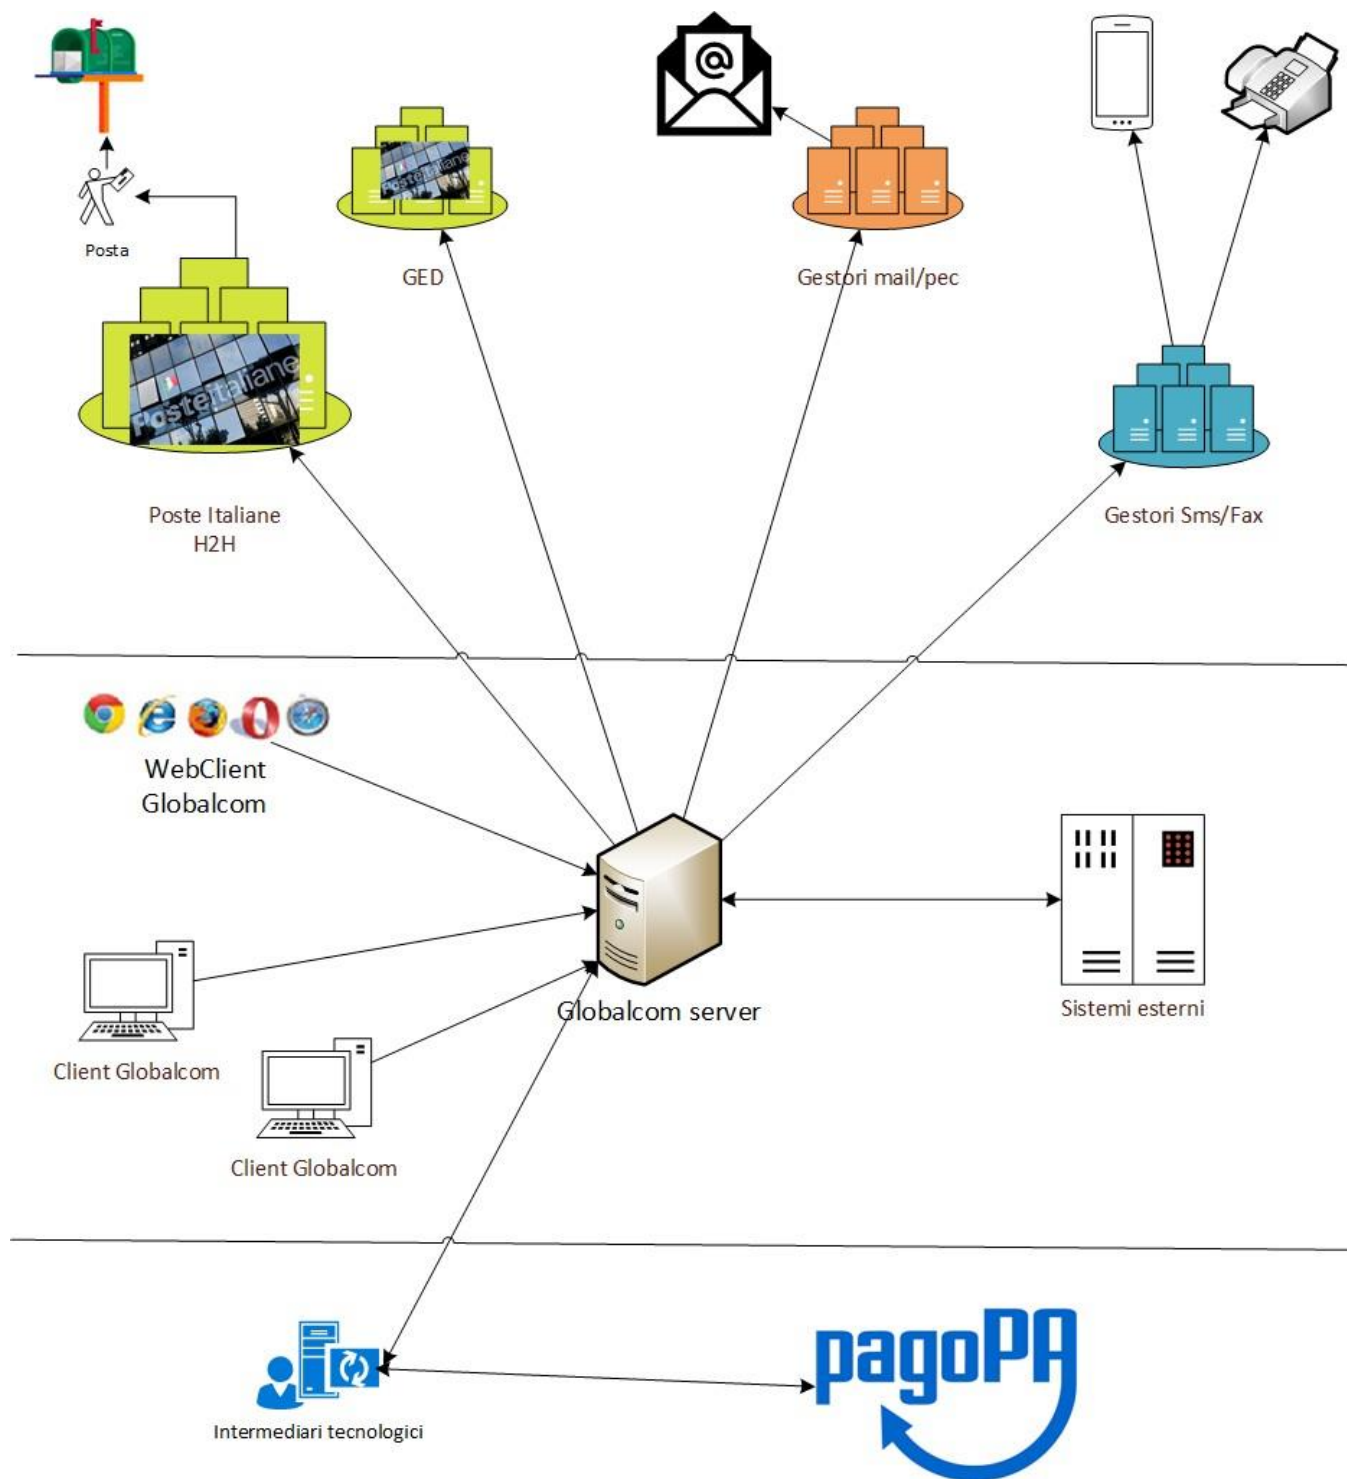 @
Posta
Posteitaliane
GED
Gestori mail/pec
Posteitaliane
Poste Italiane
H2H
Gestori Sms/Fax
WebClient
Globalcom
Globalcom server
Sistemi esterni
Client Globalcom
Client Globalcom
pagoPA
Intermediari tecnologici